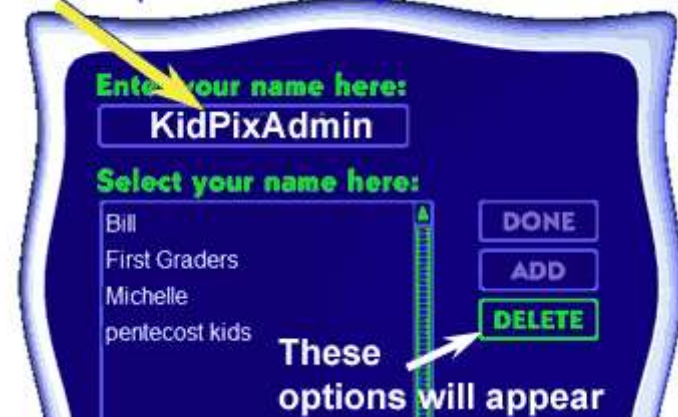 Enter your name here:
KidPixAdmin
Select your name here:
Bill
First Graders
Michelle
pentecost kids
DONE
ADD
DELETE
These
options will appear